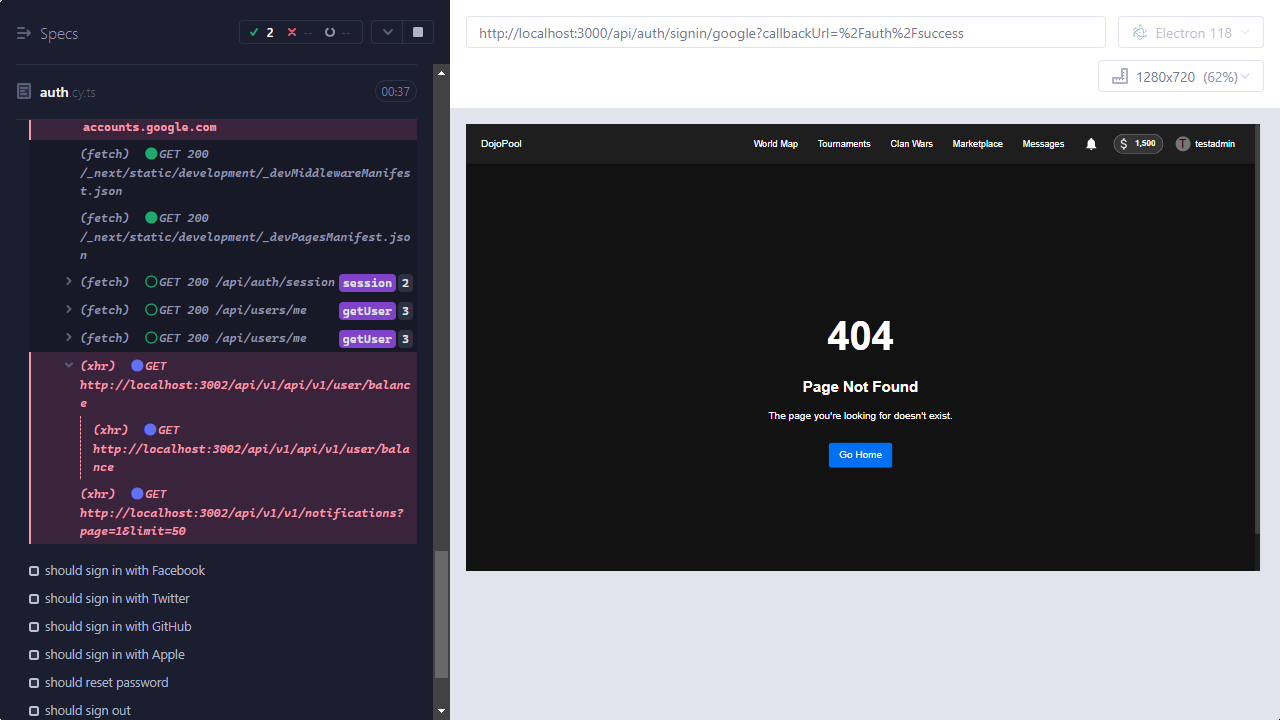 Specs
2 -- --
auth.cy.ts
00:37
accounts.google.com
(fetch) GET 200
/_next/static/development/_devMiddlewareManifes
t.json
(fetch) GET 200
/_next/static/development/_devPagesManifest.jso
n
(fetch) GET 200 /api/auth/session session 2
(fetch) GET 200 /api/users/me getUser 3
(fetch) GET 200 /api/users/me getUser 3
(xhr) GET
http://localhost:3002/api/v1/api/v1/user/balanc
e
(xhr) GET
http://localhost:3002/api/v1/api/v1/user/bala
nce
(xhr) GET
http://localhost:3002/api/v1/v1/notifications?
page=1&limit=50
should sign in with Facebook
should sign in with Twitter
should sign in with GitHub
should sign in with Apple
should reset password
should sign out
http://localhost:3000/api/auth/signin/google?callbackUrl=%2Fauth%2Fsuccess
Electron 118
1280x720 (62%)
DojoPool
World Map Tournaments Clan Wars Marketplace Messages $ 1,500 T testadmin
404
Page Not Found
The page you're looking for doesn't exist.
Go Home